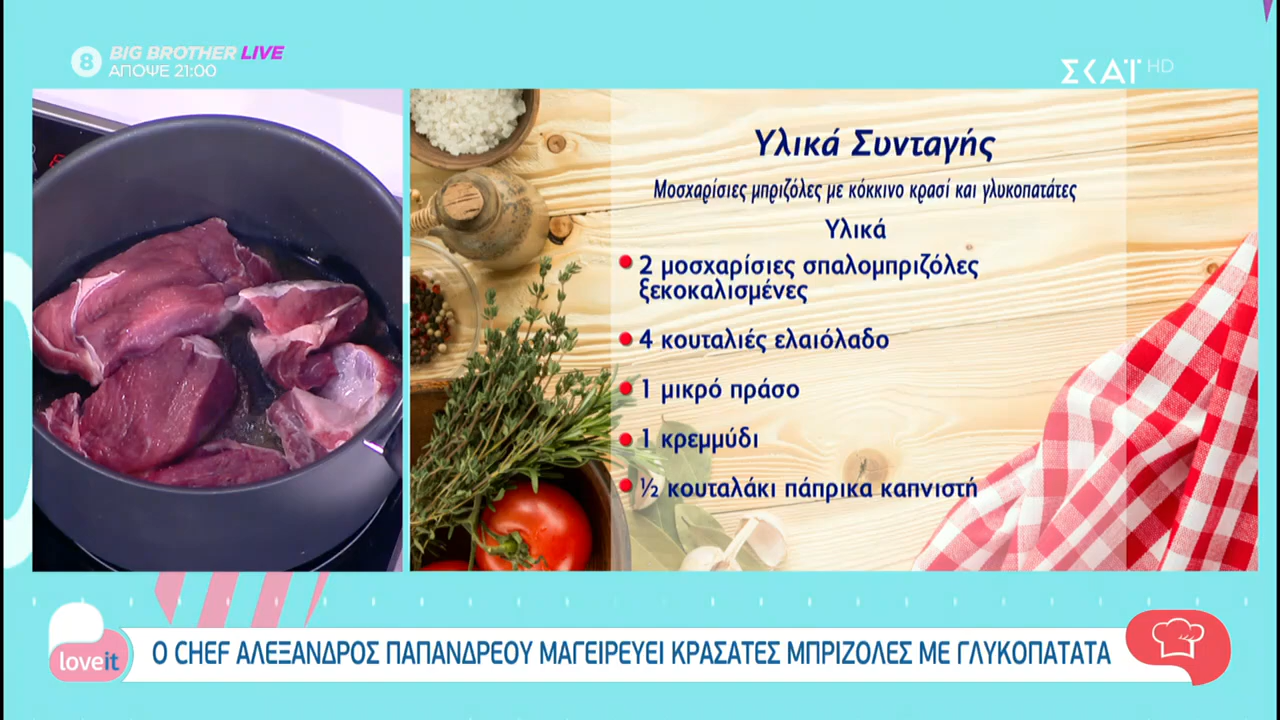 8 BIG BROTHER LIVE
ΑΠΟΨΕ 21:00
ΣΚΑΪ HD
Υλικά Συνταγής
Μοσχαρίσιες μπριζόλες με κόκκινο κρασί και γλυκοπατάτες
Υλικά
2 μοσχαρίσιες σπαλομπριζόλες
ξεκοκαλισμένες
4 κουταλιές ελαιόλαδο
1 μικρό πράσο
1 κρεμμύδι
½ κουταλάκι πάπρικα καπνιστή
loveit
Ο CHEF ΑΛΕΞΑΝΔΡΟΣ ΠΑΠΑΝΔΡΕΟΥ ΜΑΓΕΙΡΕΥΕΙ ΚΡΑΣΑΤΕΣ ΜΠΡΙΖΟΛΕΣ ΜΕ ΓΛΥΚΟΠΑΤΑΤΑ